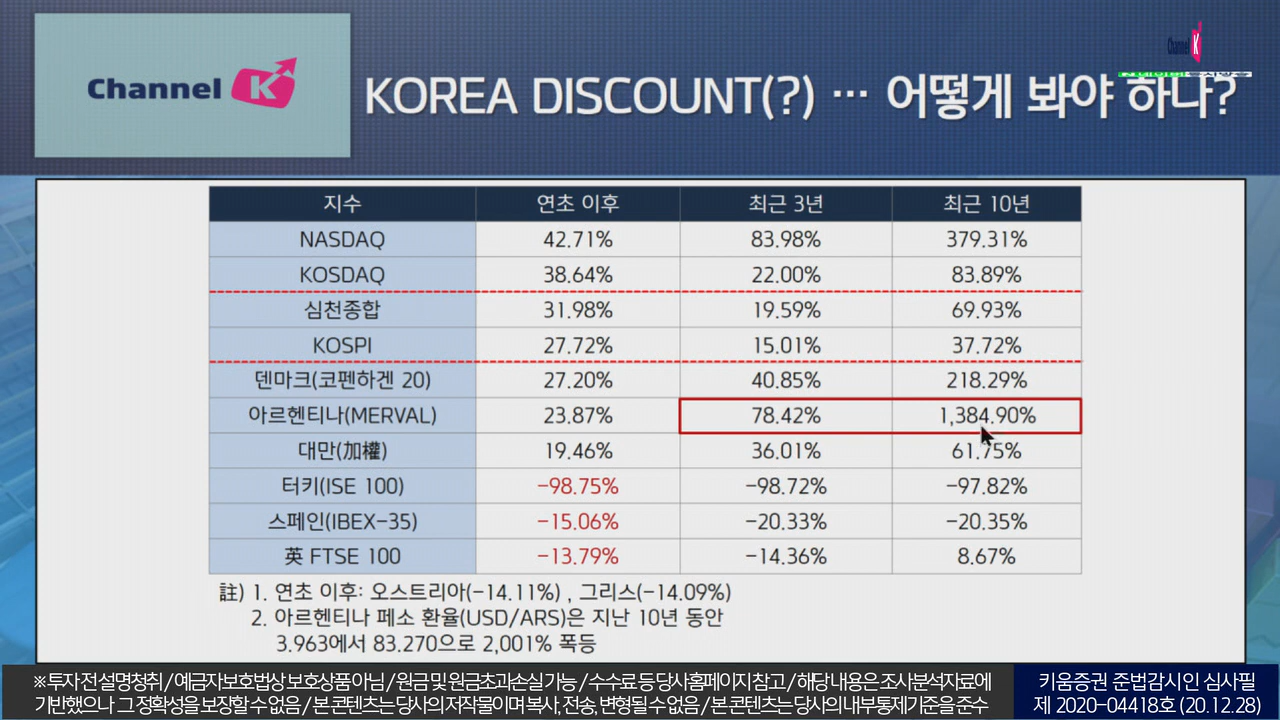 Channel K
Channel K
KOREA DISCOUNT(?) ··· 어떻게 봐야 하나?
지수 연초 이후 최근 3년 최근 10년
NASDAQ 42.71% 83.98% 379.31%
KOSDAQ 38.64% 22.00% 83.89%
심천종합 31.98% 19.59% 69.93%
KOSPI 27.72% 15.01% 37.72%
덴마크(코펜하겐 20) 27.20% 40.85% 218.29%
아르헨티나(MERVAL) 23.87% 78.42% 1,384.90%
대만(加權) 19.46% 36.01% 61.75%
터키(ISE 100) -98.75% -98.72% -97.82%
스페인(IBEX-35) -15.06% -20.33% -20.35%
英 FTSE 100 -13.79% -14.36% 8.67%
註) 1. 연초 이후: 오스트리아(-14.11%) , 그리스(-14.09%)
2. 아르헨티나 페소 환율(USD/ARS)은 지난 10년 동안
3.963에서 83.270으로 2,001% 폭등
※ 투자 전 설명청취 / 예금자보호법상 보호상품 아님 / 원금 및 원금초과손실 가능 / 수수료 등 당사홈페이지 참고 / 해당 내용은 조사분석자료에
기반했으나 그 정확성을 보장할 수 없음 / 본 콘텐츠는 당사의 저작물이며 복사, 전송, 변형될 수 없음 / 본 콘텐츠는 당사의 내부통제기준을 준수
키움증권 준법감시인 심사필
제 2020-04418호 (20.12.28)